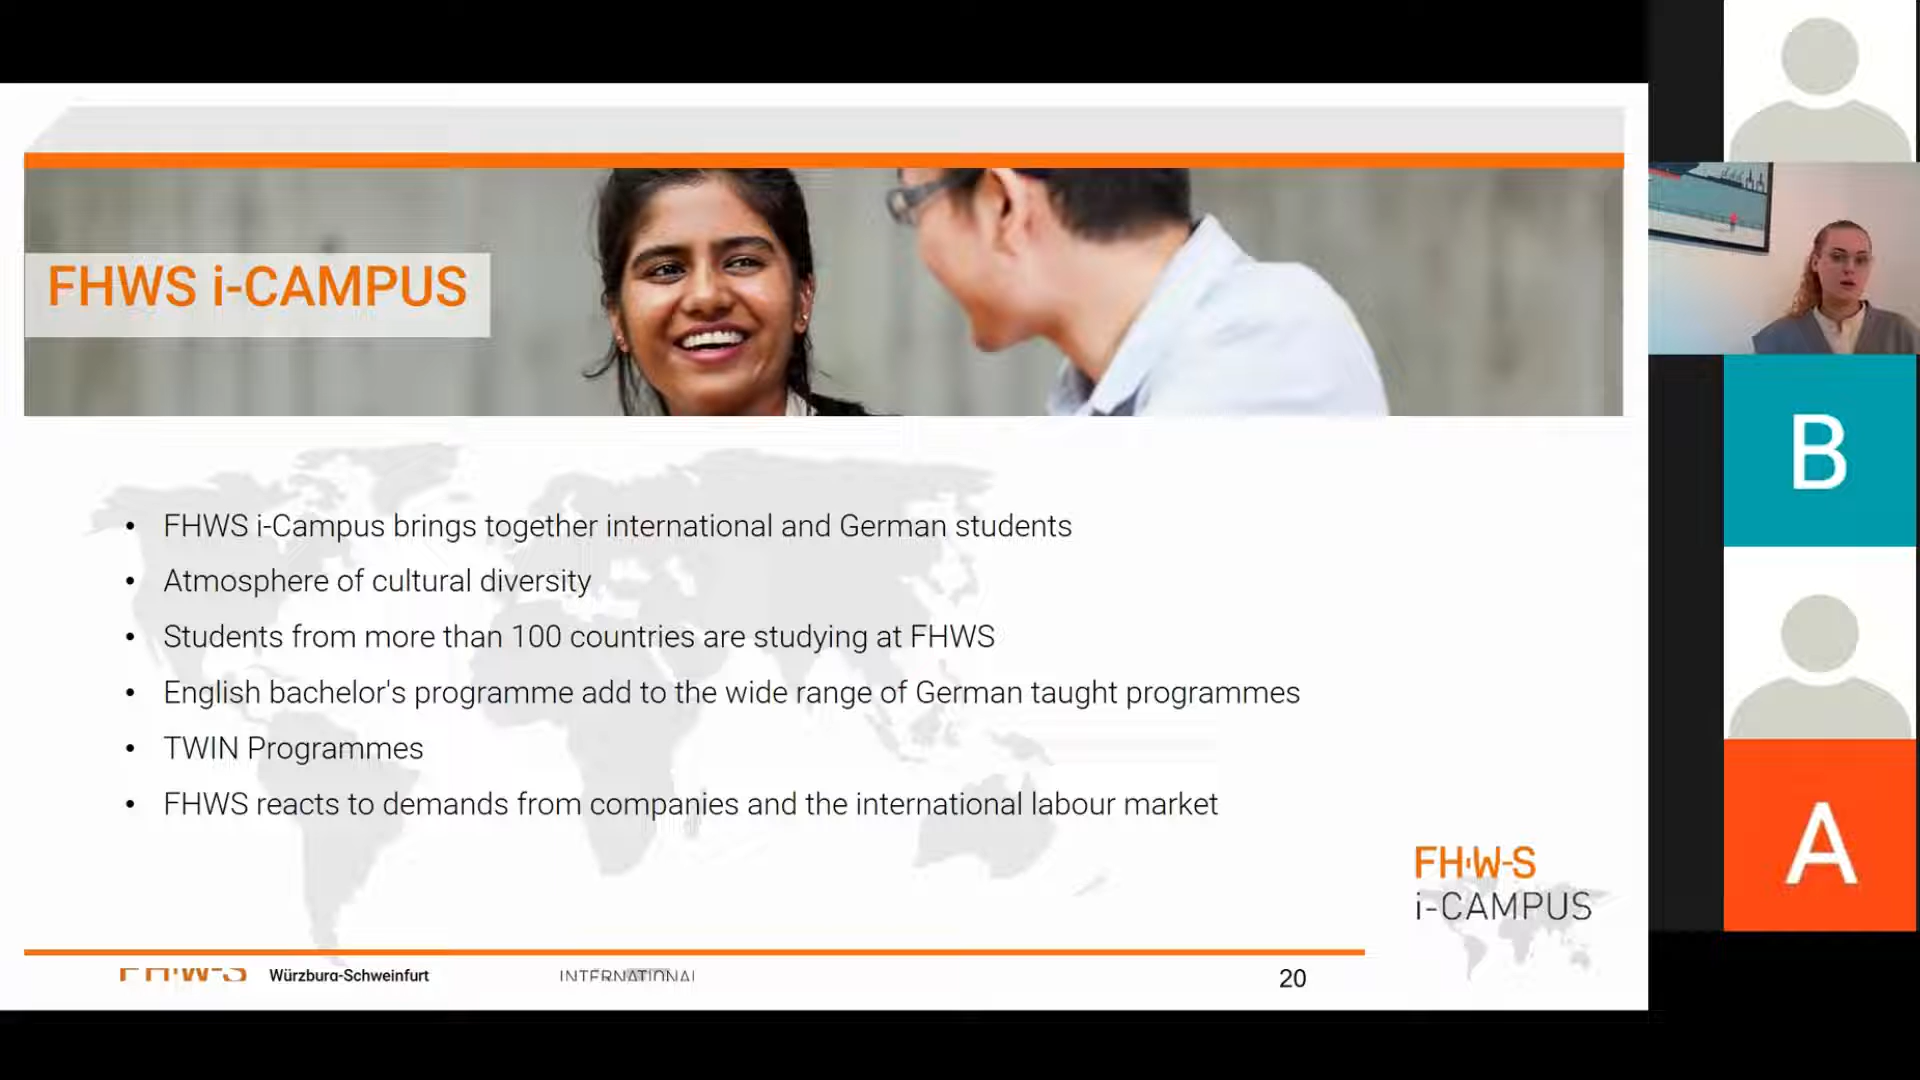 FHWS i-CAMPUS
• FHWS i-Campus brings together international and German students
• Atmosphere of cultural diversity
• Students from more than 100 countries are studying at FHWS
• English bachelor's programme add to the wide range of German taught programmes
• TWIN Programmes
• FHWS reacts to demands from companies and the international labour market
FH·W-S
i-CAMPUS
FH·W-S Würzburg-Schweinfurt INTERNATIONAL 20
B
A